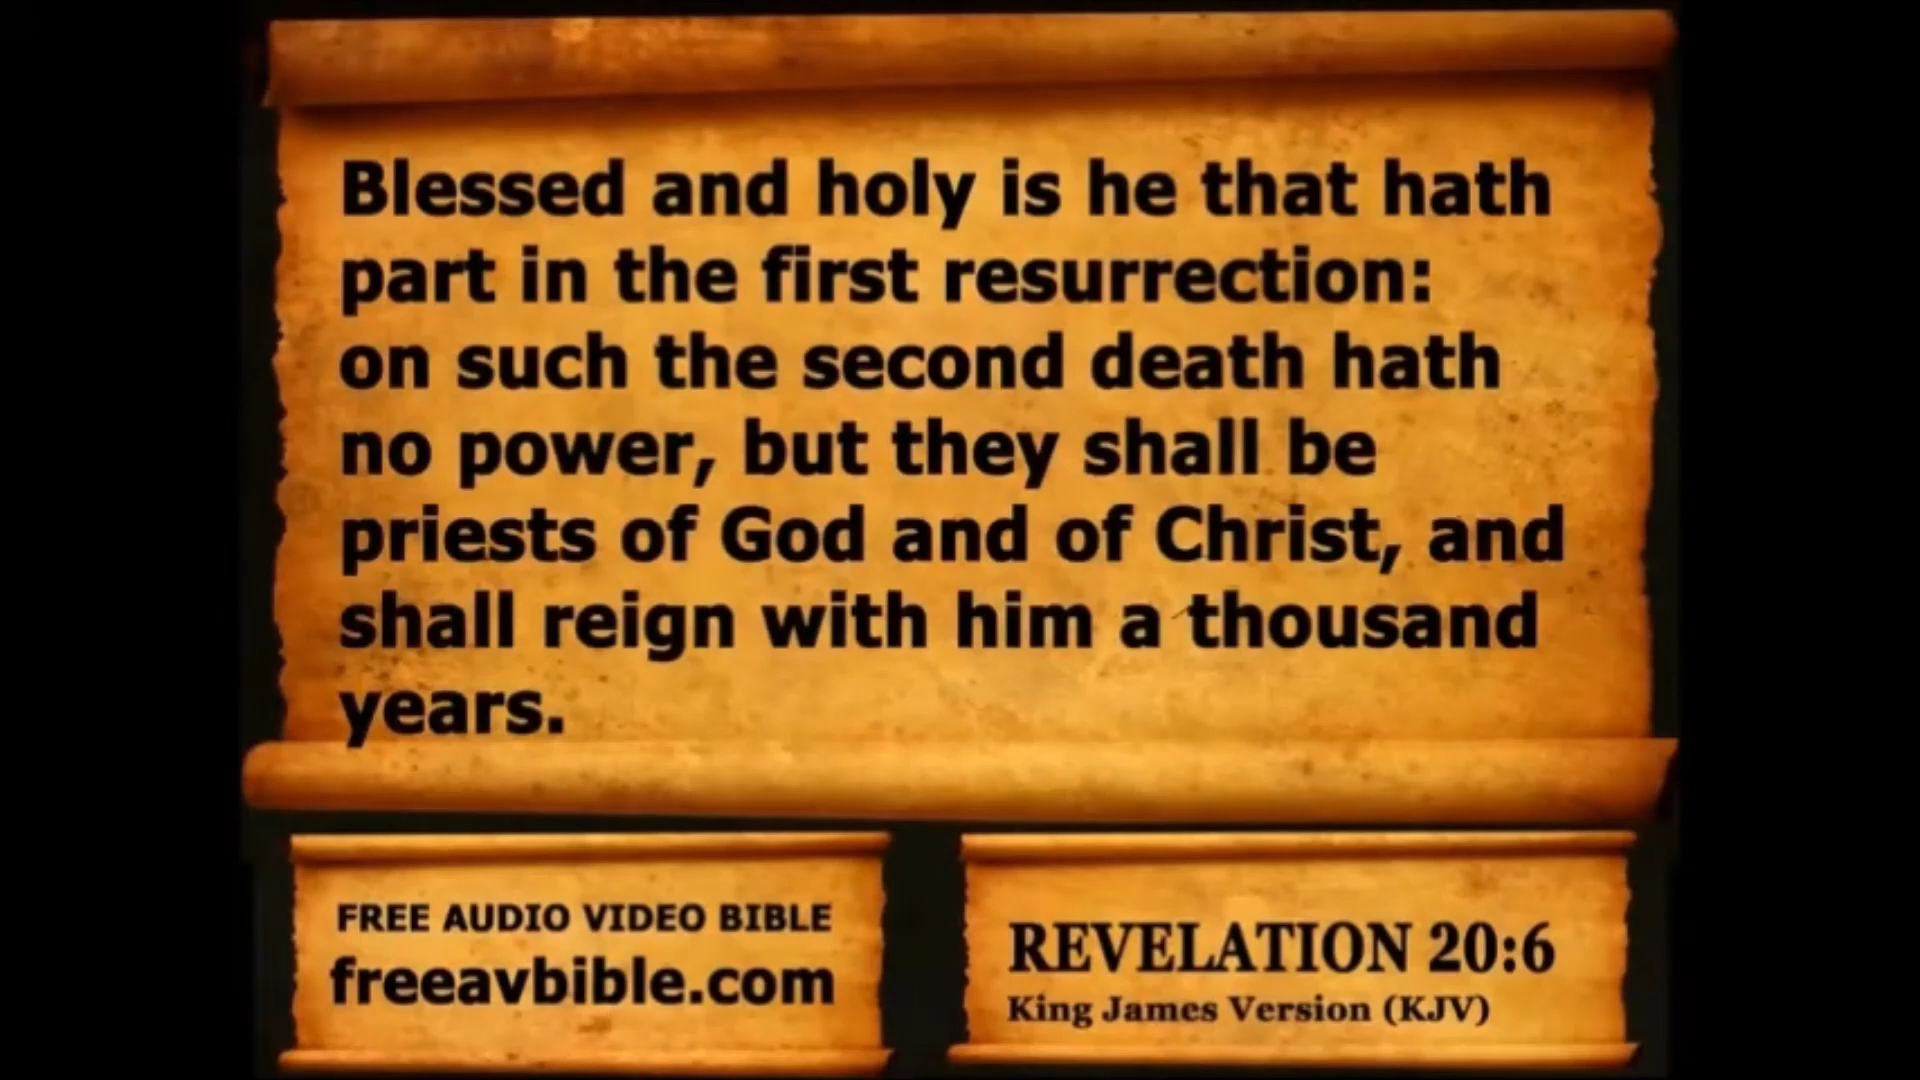 Blessed and holy is he that hath
part in the first resurrection:
on such the second death hath
no power, but they shall be
priests of God and of Christ, and
shall reign with him a thousand
years.
FREE AUDIO VIDEO BIBLE
freeavbible.com
REVELATION 20:6
King James Version (KJV)